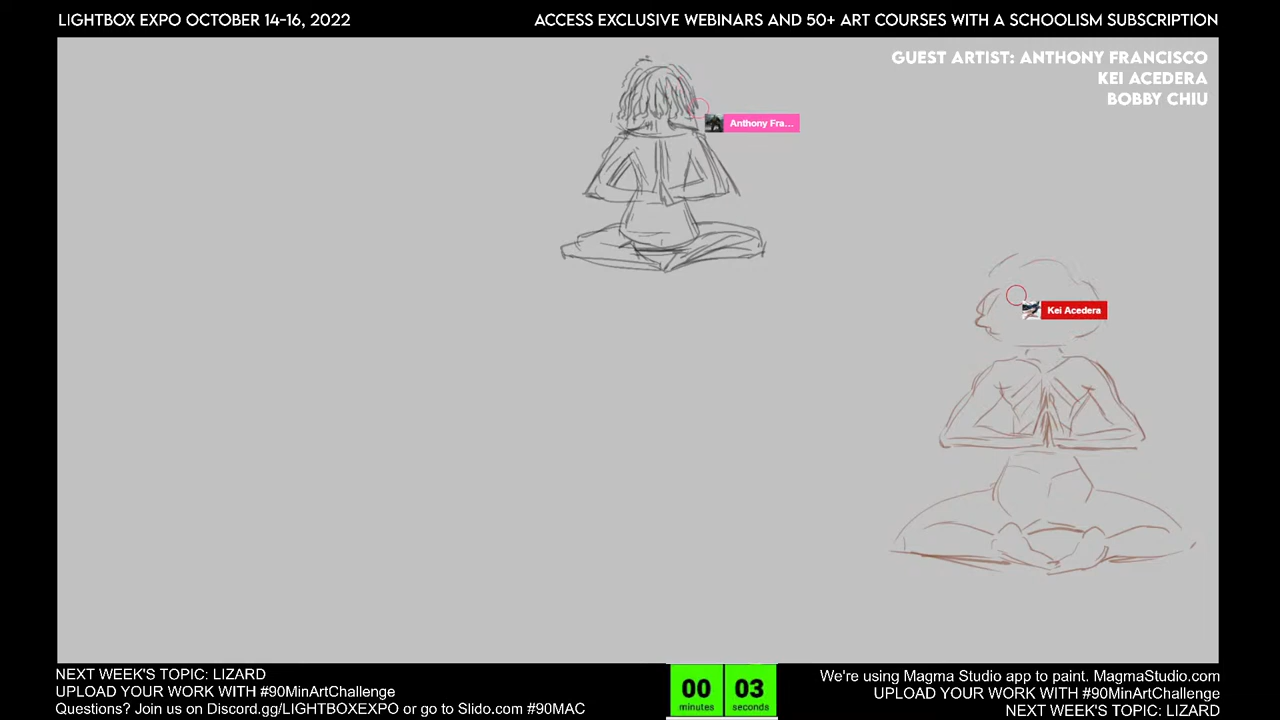 LIGHTBOX EXPO OCTOBER 14-16, 2022
ACCESS EXCLUSIVE WEBINARS AND 50+ ART COURSES WITH A SCHOOLISM SUBSCRIPTION
GUEST ARTIST: ANTHONY FRANCISCO
KEI ACEDERA
BOBBY CHIU
Anthony Fra...
Kei Acedera
NEXT WEEK'S TOPIC: LIZARD
UPLOAD YOUR WORK WITH #90MinArtChallenge
Questions? Join us on Discord.gg/LIGHTBOXEXPO or go to Slido.com #90MAC
00 03
minutes seconds
We're using Magma Studio app to paint. MagmaStudio.com
UPLOAD YOUR WORK WITH #90MinArtChallenge
NEXT WEEK'S TOPIC: LIZARD